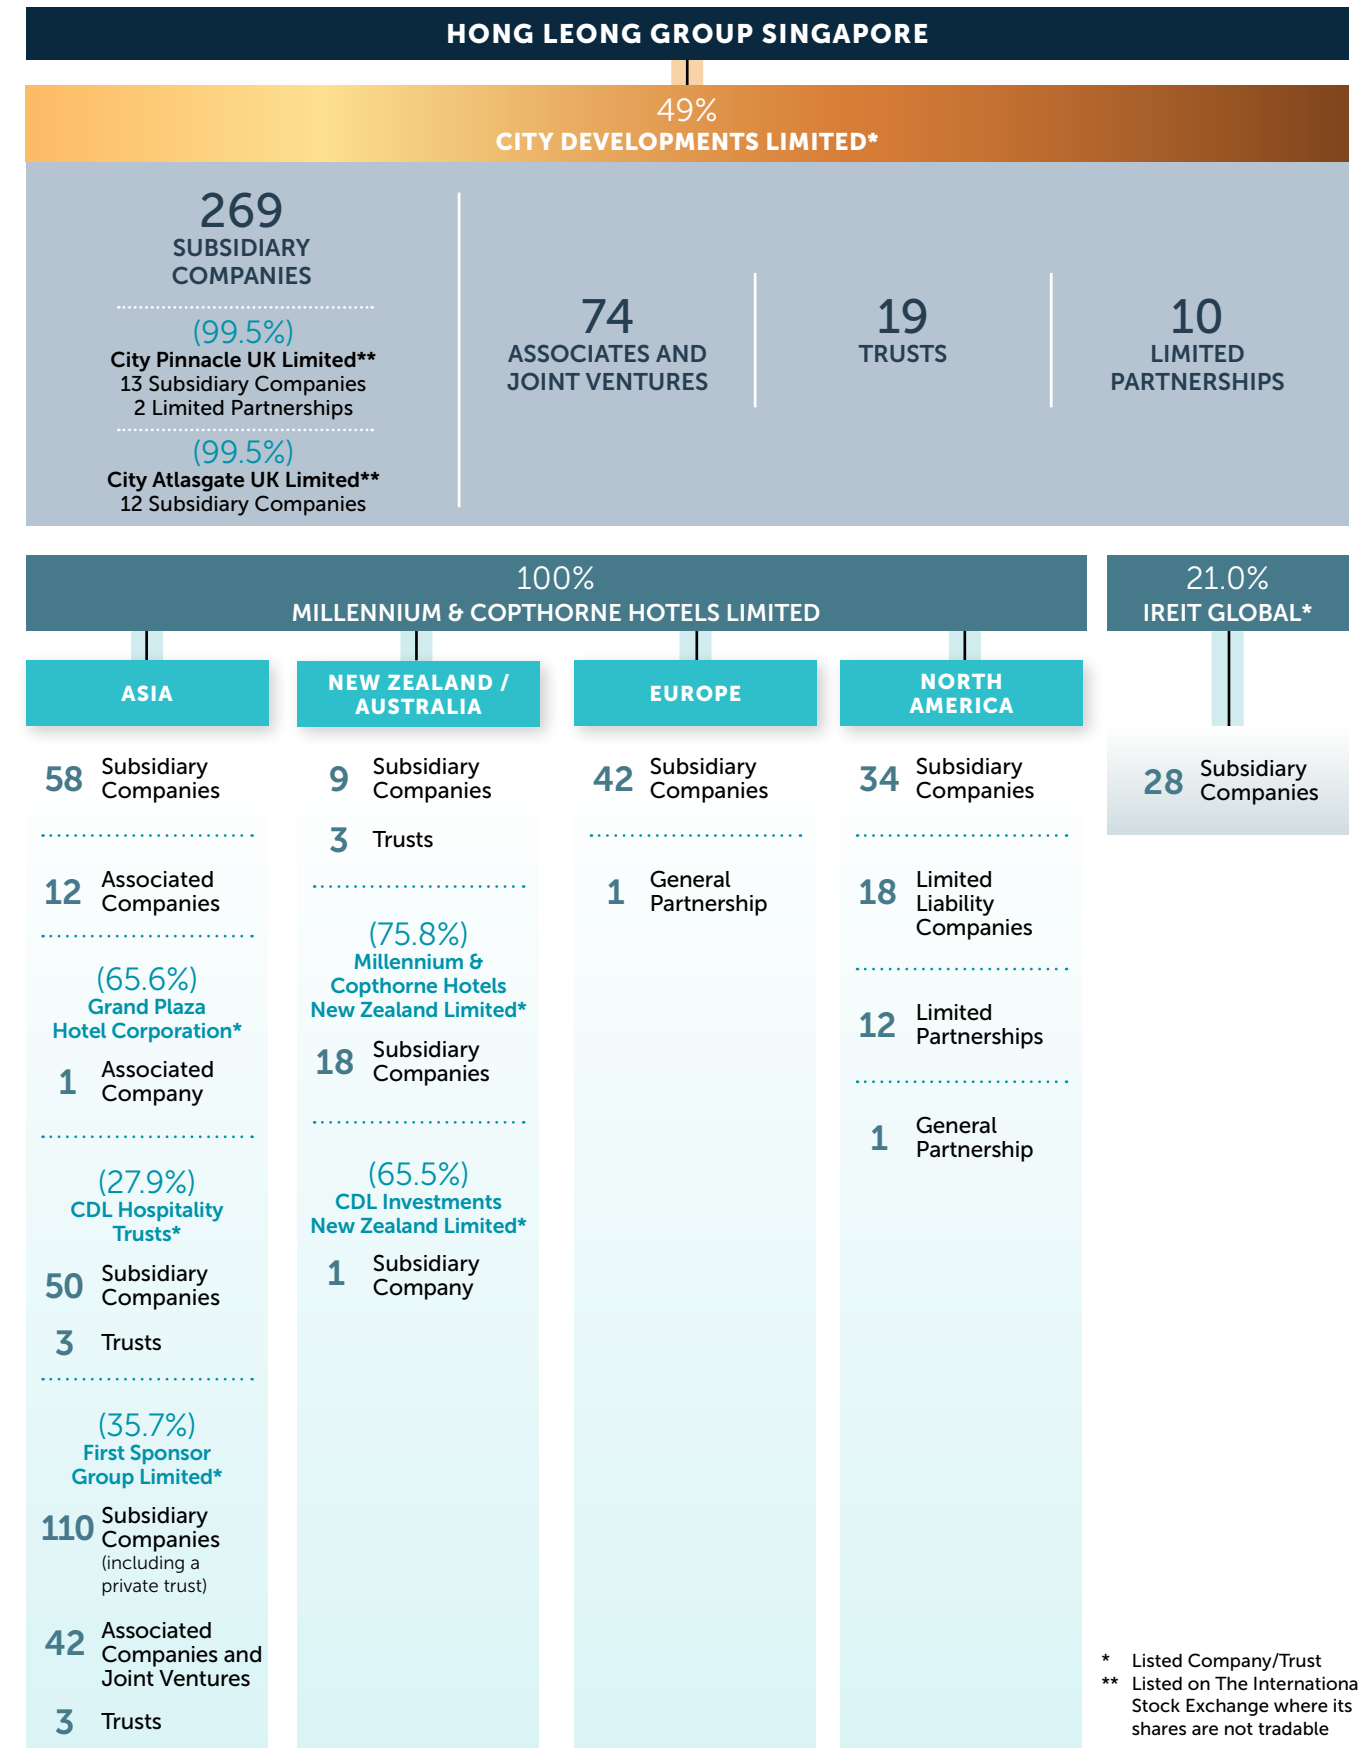 HONG LEONG GROUP SINGAPORE
49%
CITY DEVELOPMENTS LIMITED*
269
SUBSIDIARY
COMPANIES
(99.5%)
City Pinnacle UK Limited**
13 Subsidiary Companies
2 Limited Partnerships
(99.5%)
City Atlasgate UK Limited**
12 Subsidiary Companies
74
ASSOCIATES AND
JOINT VENTURES
19
TRUSTS
10
LIMITED
PARTNERSHIPS
100%
MILLENNIUM & COPTHORNE HOTELS LIMITED
ASIA
58 Subsidiary
Companies
12 Associated
Companies
(65.6%)
Grand Plaza
Hotel Corporation*
1 Associated
Company
(27.9%)
CDL Hospitality
Trusts*
50 Subsidiary
Companies
3 Trusts
(35.7%)
First Sponsor
Group Limited*
110 Subsidiary
Companies
(including a
private trust)
42 Associated
Companies and
Joint Ventures
3 Trusts
NEW ZEALAND /
AUSTRALIA
9 Subsidiary
Companies
3 Trusts
(75.8%)
Millennium &
Copthorne Hotels
New Zealand Limited*
18 Subsidiary
Companies
(65.5%)
CDL Investments
New Zealand Limited*
1 Subsidiary
Company
EUROPE
42 Subsidiary
Companies
1 General
Partnership
NORTH
AMERICA
34 Subsidiary
Companies
18 Limited
Liability
Companies
12 Limited
Partnerships
1 General
Partnership
21.0%
IREIT GLOBAL*
28 Subsidiary
Companies
* Listed Company/Trust
** Listed on The Internationa
Stock Exchange where its
shares are not tradable